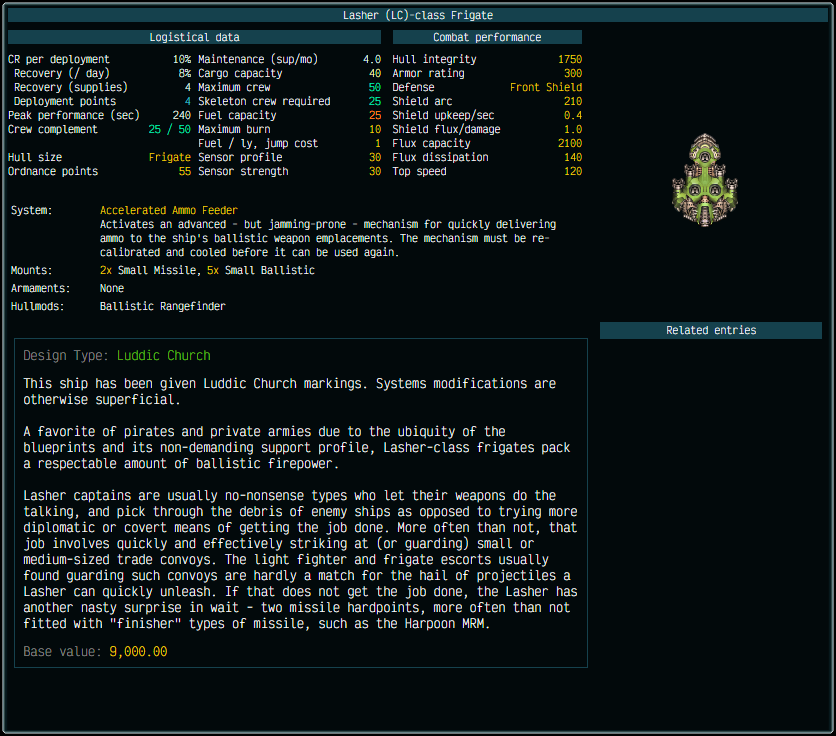 Lasher (LC)-class Frigate
Logistical data
CR per deployment 10% Maintenance (sup/mo) 4.0
Recovery (/ day) 8% Cargo capacity 40
Recovery (supplies) 4 Maximum crew 50
Deployment points 4 Skeleton crew required 25
Peak performance (sec) 240 Fuel capacity 25
Crew complement 25 / 50 Maximum burn 10
Fuel / ly, jump cost 1
Hull size Frigate Sensor profile 30
Ordnance points 55 Sensor strength 30
Combat performance
Hull integrity 1750
Armor rating 300
Defense Front Shield
Shield arc 210
Shield upkeep/sec 0.4
Shield flux/damage 1.0
Flux capacity 2100
Flux dissipation 140
Top speed 120
System: Accelerated Ammo Feeder
Activates an advanced - but jamming-prone - mechanism for quickly delivering
ammo to the ship's ballistic weapon emplacements. The mechanism must be re-
calibrated and cooled before it can be used again.
Mounts: 2x Small Missile, 5x Small Ballistic
Armaments: None
Hullmods: Ballistic Rangefinder
Related entries
Design Type: Luddic Church
This ship has been given Luddic Church markings. Systems modifications are
otherwise superficial.
A favorite of pirates and private armies due to the ubiquity of the
blueprints and its non-demanding support profile, Lasher-class frigates pack
a respectable amount of ballistic firepower.
Lasher captains are usually no-nonsense types who let their weapons do the
talking, and pick through the debris of enemy ships as opposed to trying more
diplomatic or covert means of getting the job done. More often than not, that
job involves quickly and effectively striking at (or guarding) small or
medium-sized trade convoys. The light fighter and frigate escorts usually
found guarding such convoys are hardly a match for the hail of projectiles a
Lasher can quickly unleash. If that does not get the job done, the Lasher has
another nasty surprise in wait - two missile hardpoints, more often than not
fitted with "finisher" types of missile, such as the Harpoon MRM.
Base value: 9,000.00